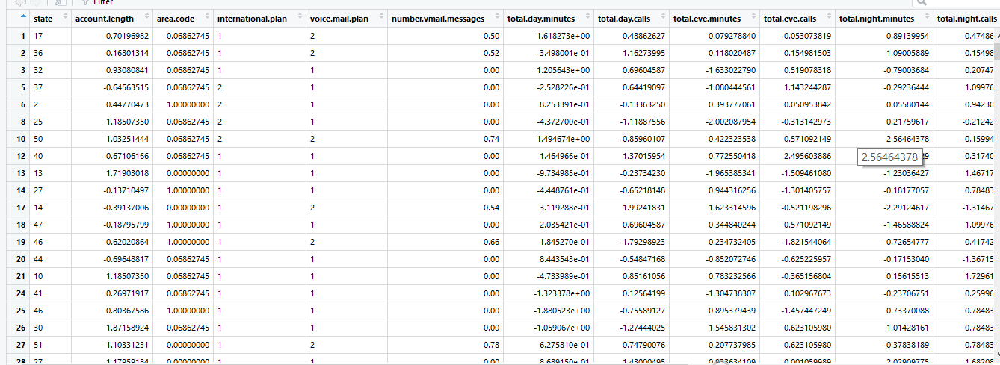 Filter
state account.length area.code international.plan voice.mail.plan number.vmail.messages total.day.minutes total.day.calls total.eve.minutes total.eve.calls total.night.minutes total.night.calls
1 17 0.70196982 0.06862745 1 2 0.50 1.618273e+00 0.48862627 -0.079278840 -0.053073819 0.89139954 -0.47486
2 36 0.16801314 0.06862745 1 2 0.52 -3.498001e-01 1.16273995 -0.118020487 0.154981503 1.09005889 0.15498
3 32 0.93080841 0.06862745 1 1 0.00 1.205643e+00 0.69604587 -1.633022790 0.519078318 -0.79003684 0.20747
5 37 -0.64563515 0.06862745 2 1 0.00 -2.528226e-01 0.64419097 -1.080444561 1.143244287 -0.29236444 1.09976
6 2 0.44770473 1.00000000 2 1 0.00 8.253391e-01 -0.13363250 0.393777061 0.050953842 0.05580144 0.94230
8 25 1.18507350 0.06862745 2 1 0.00 -4.372700e-01 -1.11887556 -2.002087954 -0.313142973 0.21759617 -0.21242
10 50 1.03251444 0.06862745 2 2 0.74 1.494674e+00 -0.85960107 0.422323538 0.571092149 2.56464378 -0.15994
12 40 -0.67106166 0.06862745 1 1 0.00 1.464966e+00 1.37015954 -0.772550418 2.495603886 2.56464378 -0.31740
13 13 1.71903018 0.00000000 1 1 0.00 -9.734985e-01 -0.23734230 -1.965385341 -1.509461080 -1.23036427 1.46717
14 27 -0.13710497 1.00000000 1 1 0.00 -4.448761e-01 -0.65218148 0.944316256 -1.301405757 -0.18177057 0.78483
17 14 -0.39137006 0.00000000 1 2 0.54 3.119288e-01 1.99241831 1.623314596 -0.521198296 -2.29124617 -1.31467
18 47 -0.18795799 1.00000000 1 1 0.00 2.035421e-01 0.69604587 0.344840244 0.571092149 -1.46588824 1.09976
19 46 -0.62020864 1.00000000 1 2 0.66 1.845270e-01 -1.79298923 0.234732405 -1.821544064 -0.72654777 0.41742
20 44 -0.69648817 0.06862745 1 1 0.00 8.443543e-01 -0.54847168 -0.852072746 -0.625225957 -0.17153040 -1.36715
21 10 1.18507350 0.06862745 1 1 0.00 -4.733989e-01 0.85161056 0.783232566 -0.365156804 0.15615513 1.72961
24 41 0.26971917 0.06862745 1 1 0.00 -1.323378e+00 0.12564199 -1.304738307 0.102967673 -0.23706751 0.25996
25 46 0.80367586 1.00000000 1 1 0.00 -1.880523e+00 -0.75589127 0.895379439 -1.457447249 0.73370088 0.78483
26 30 1.87158924 0.06862745 1 1 0.00 -1.059067e+00 -1.27444025 1.545831302 0.623105980 1.01428161 0.78483
27 51 -1.10331231 0.00000000 1 2 0.78 6.275810e-01 0.74790076 -0.207737985 0.623105980 -0.37838189 0.78483